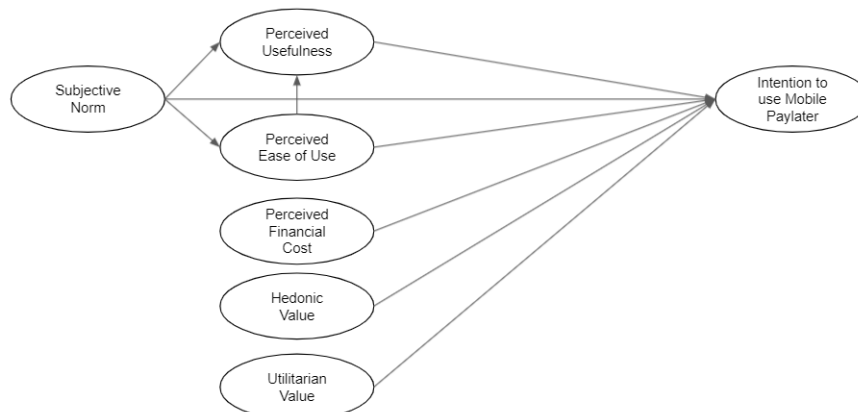 Perceived
Usefulness
Subjective
Norm
Intention to
use Mobile
Paylater
Perceived
Ease of Use
Perceived
Financial
Cost
Hedonic
Value
Utilitarian
Value